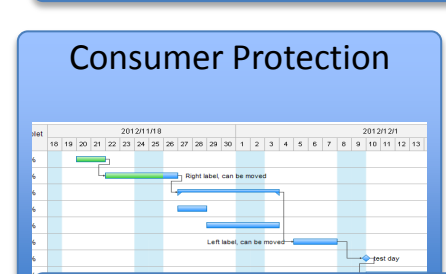 Consumer Protection
plet 2012/11/18 2012/12/1
18 19 20 21 22 23 24 25 26 27 28 29 30 1 2 3 4 5 6 7 8 9 10 11 12 13
%
% Right label, can be moved
%
%
%
% Left label, can be moved
% test day